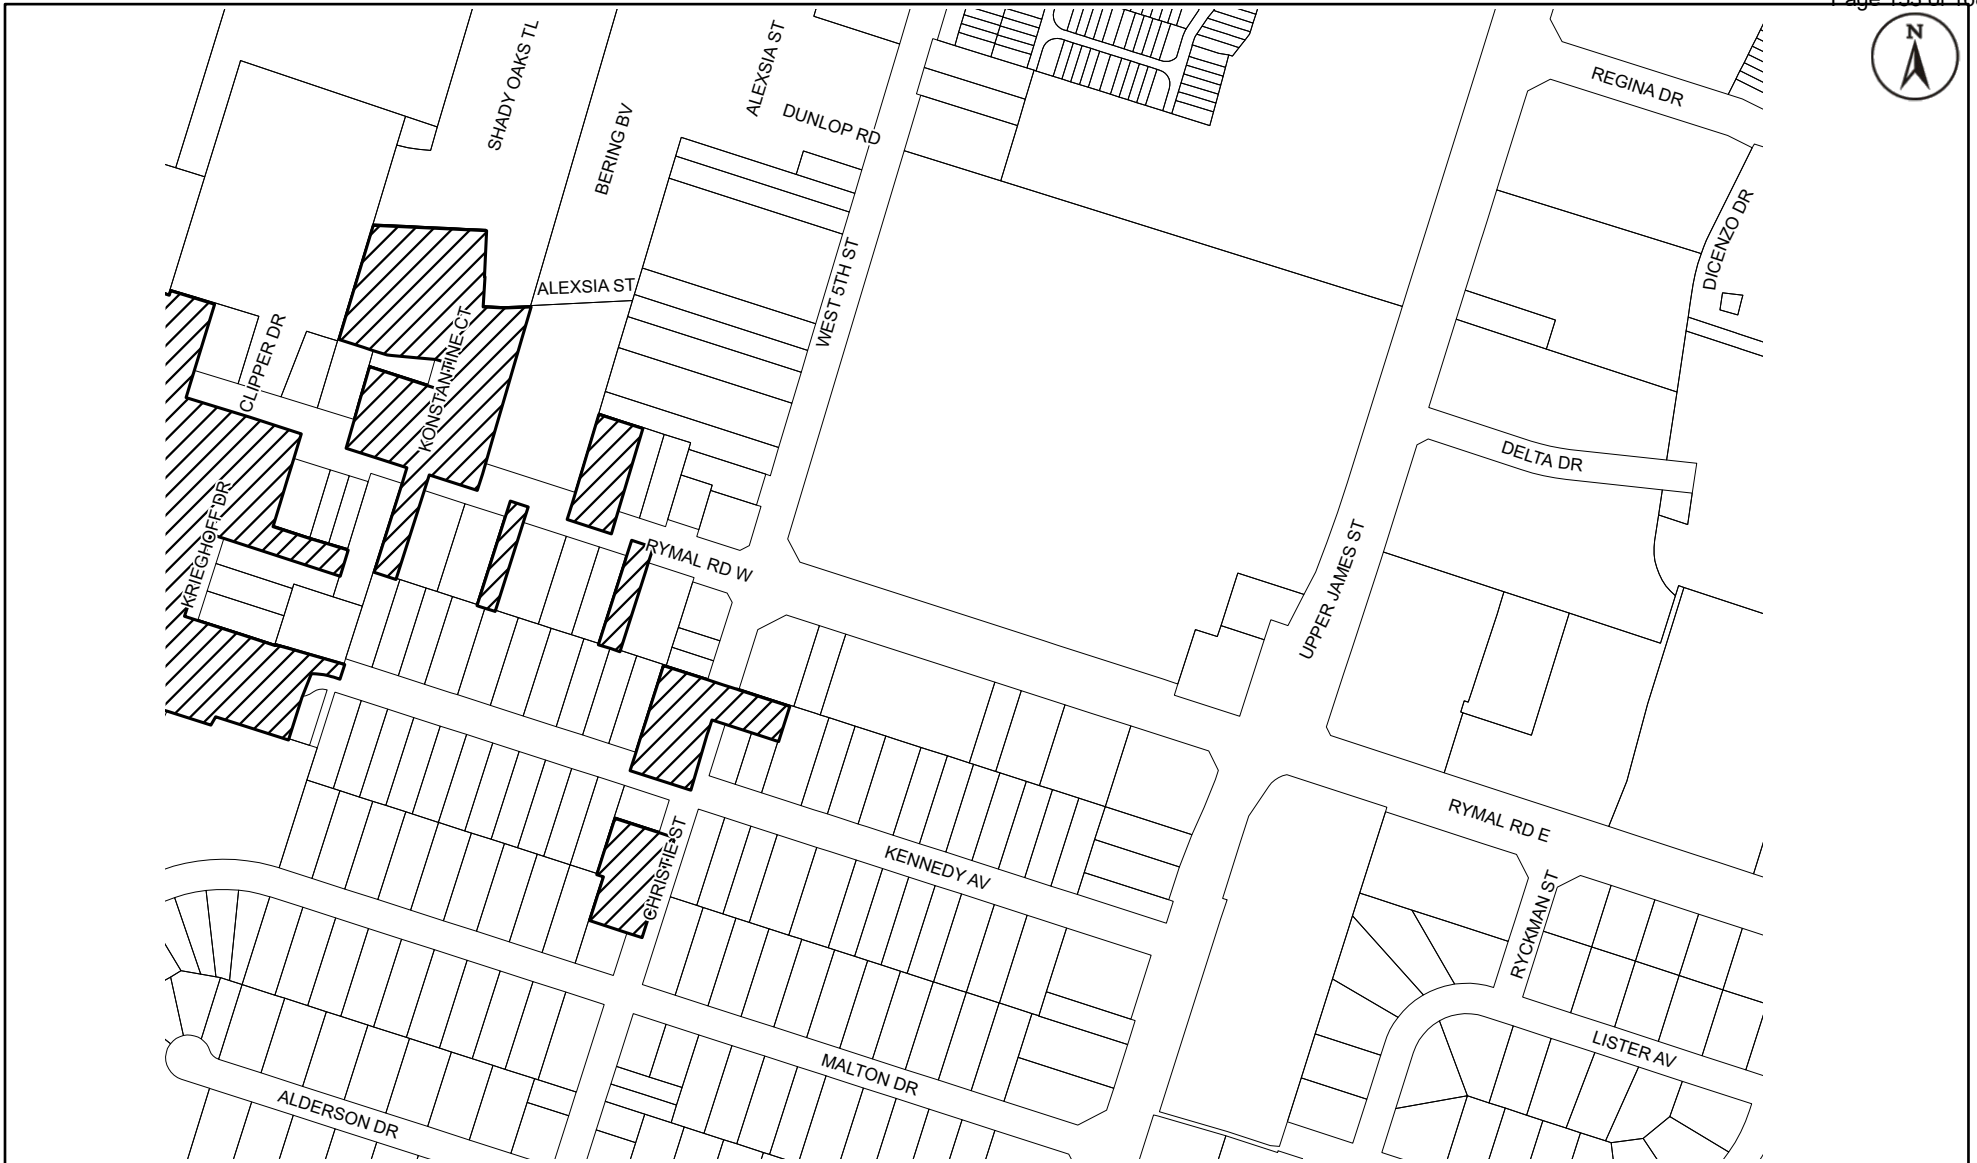 N
SHADY OAKS TL
ALEXSIA ST
BERING BV
DUNLOP RD
REGINA DR
DICENZO DR
WEST 5TH ST
ALEXSIA ST
CLIPPER DR
KONSTANTINE CT
DELTA DR
KRIEGHOFF DR
RYMAL RD W
UPPER JAMES ST
RYMAL RD E
KENNEDY AV
CHRISTIE ST
RYCKMAN ST
LISTER AV
MALTON DR
ALDERSON DR